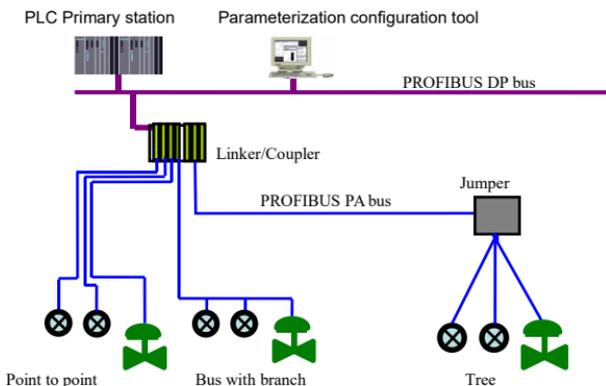 PLC Primary station
Parameterization configuration tool
PROFIBUS DP bus
Linker/Coupler
Jumper
PROFIBUS PA bus
Point to point
Bus with branch
Tree